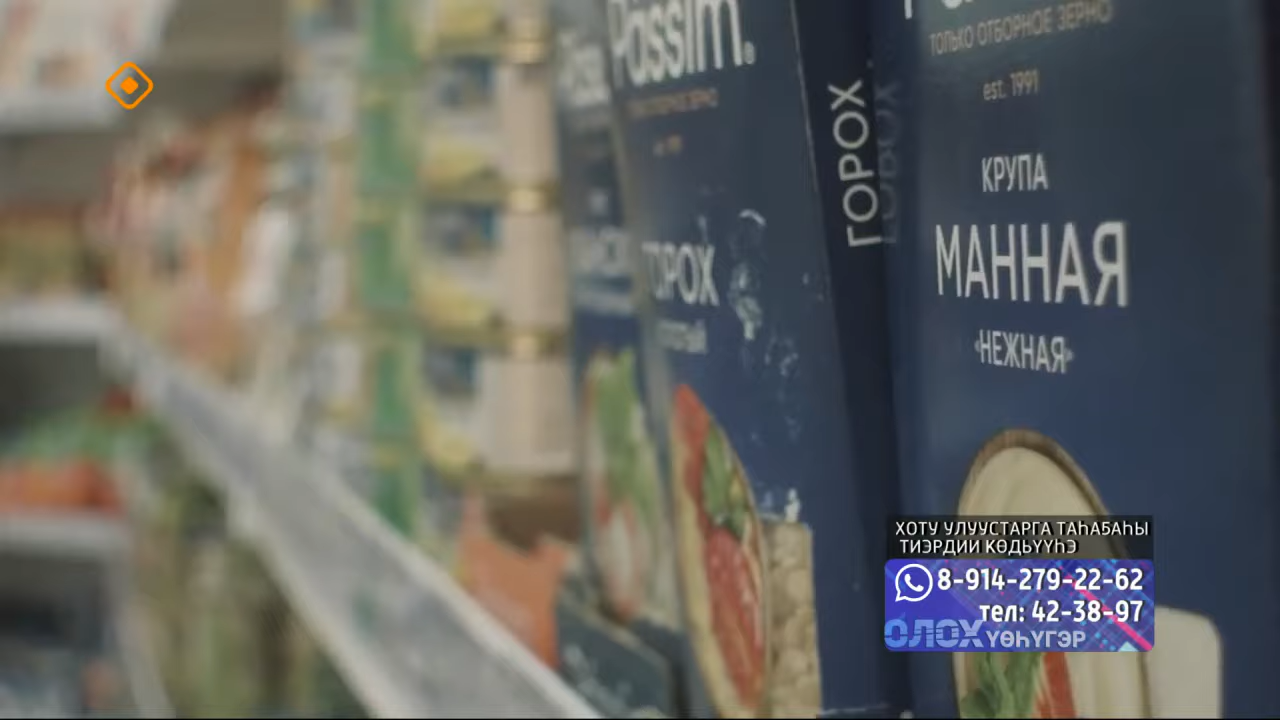 Passim
ГОРОХ
ГОРОХ
ТОЛЬКО ОТБОРНОЕ ЗЕРНО
est. 1991
КРУПА
МАННАЯ
«НЕЖНАЯ»
ХОТУ УЛУУСТАРГА ТАҺАҔАҺЫ
ТИЭРДИИ КӨДЬҮҮҺЭ
8-914-279-22-62
тел: 42-38-97
ОЛОХ ҮӨҺҮГЭР